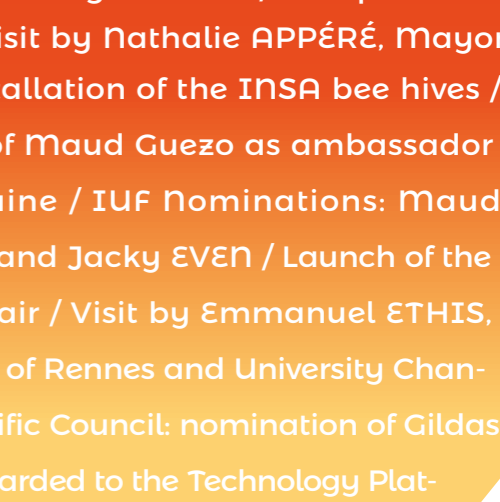 isit by Nathalie APPÉRÉ, Mayor
allation of the INSA bee hives /
of Maud Guezo as ambassador
aine / IUF Nominations: Maud
and Jacky EVEN / Launch of the
air / Visit by Emmanuel ETHIS,
of Rennes and University Chan-
ific Council: nomination of Gildas
arded to the Technology Plat-